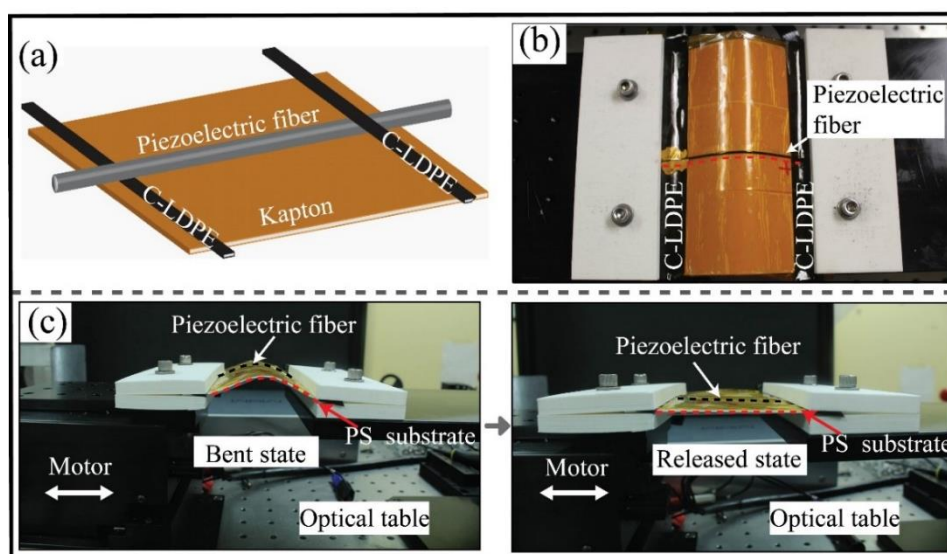 (a)
Piezoelectric fiber
C-LDPE
C-LDPE
Kapton
(b)
Piezoelectric
fiber
C-LDPE
C-LDPE
(c)
Piezoelectric fiber
PS substrate
Bent state
Motor
Optical table
Piezoelectric fiber
PS substrate
Released state
Motor
Optical table